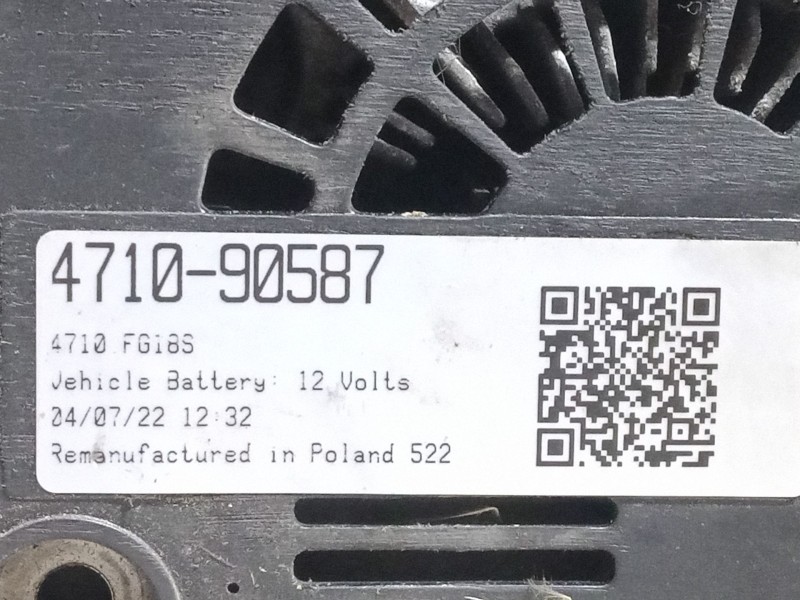 4710-90587
4710 FG18S
Vehicle Battery: 12 Volts
04/07/22 12:32
Remanufactured in Poland 522